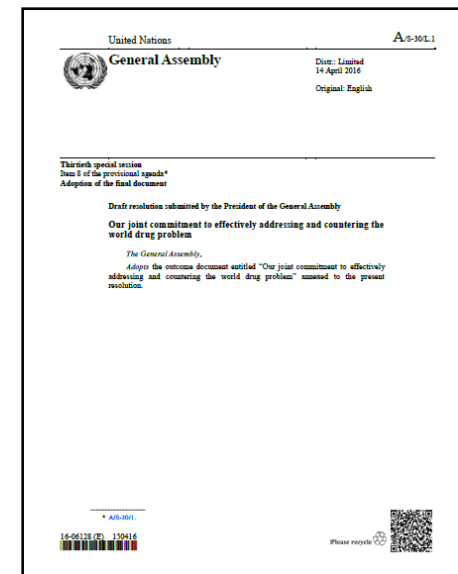 United Nations A/S-30/L.1
General Assembly
Distr.: Limited
14 April 2016
Original: English
Thirtieth special session
Item 8 of the provisional agenda*
Adoption of the final document
Draft resolution submitted by the President of the General Assembly
Our joint commitment to effectively addressing and countering the
world drug problem
The General Assembly,
Adopts the outcome document entitled “Our joint commitment to effectively
addressing and countering the world drug problem” annexed to the present
resolution.
* A/S-30/1.
16-06128 (E) 150416
Please recycle